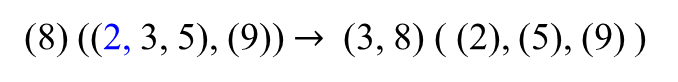 (8) ((2, 3, 5), (9)) → (3, 8) ( (2), (5), (9) )